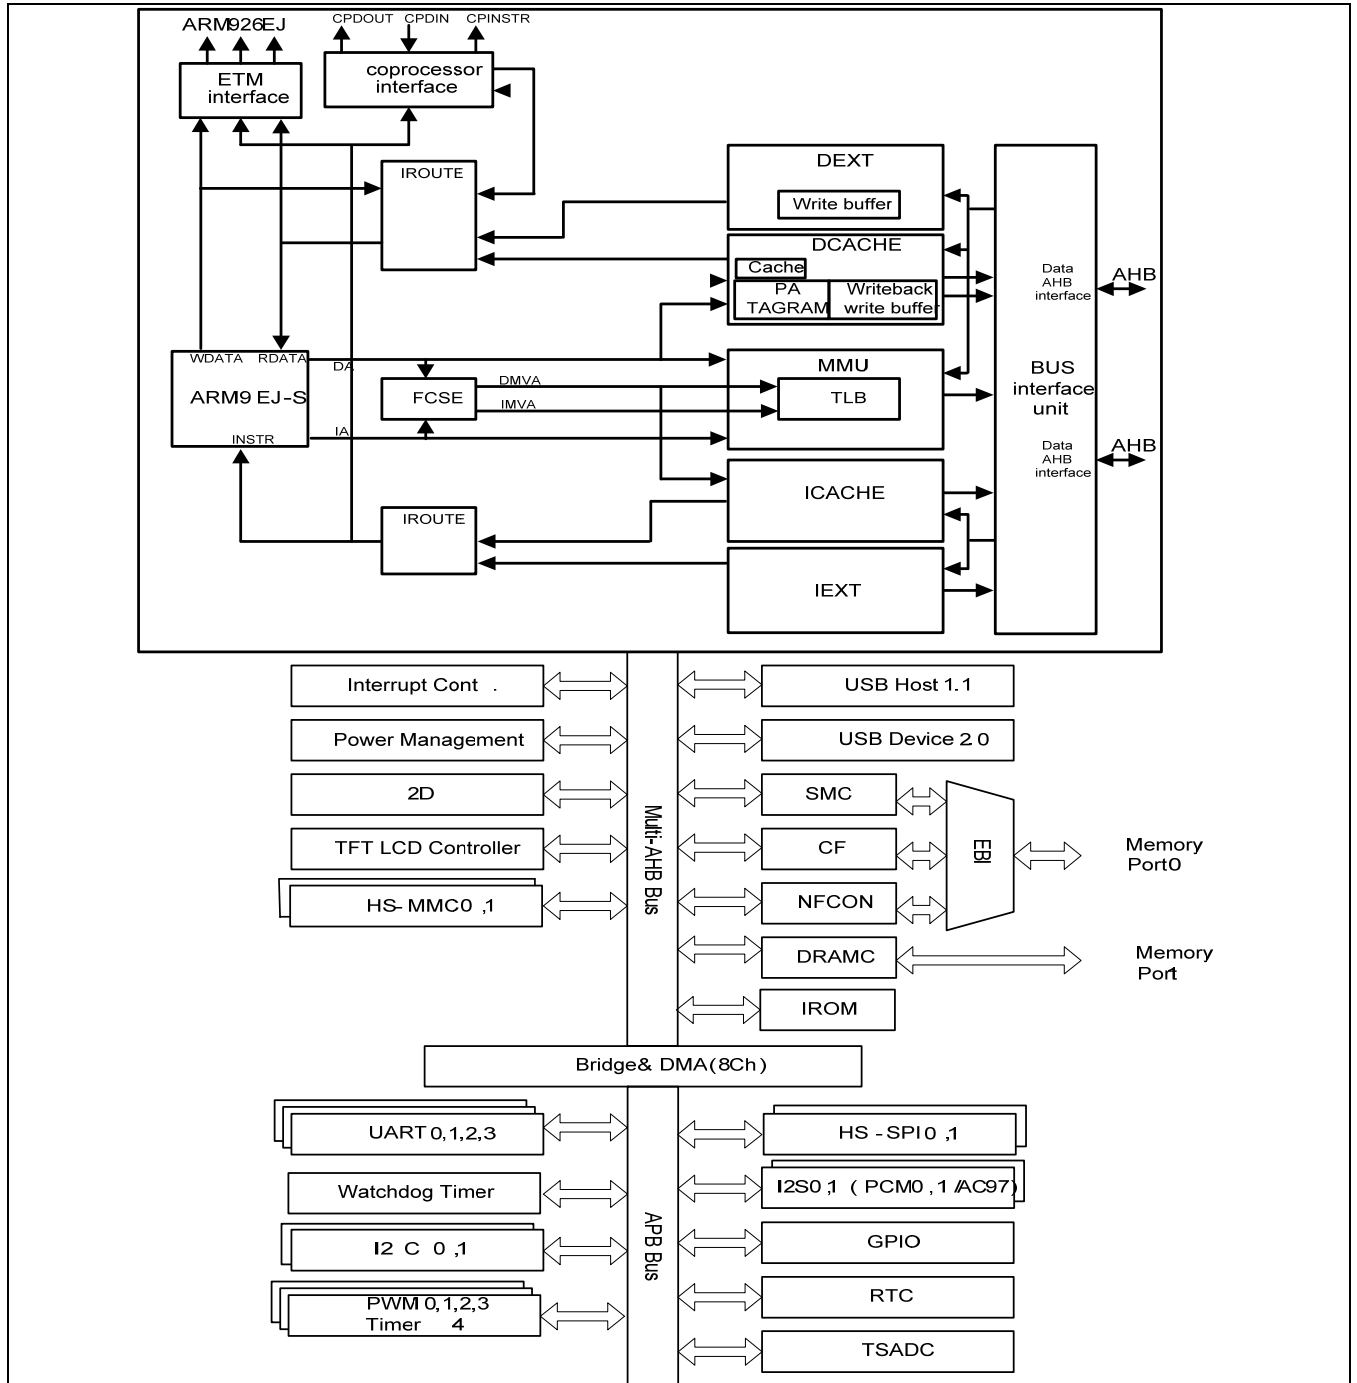 ARM926EJ
CPDOUT
CPDIN
CPINSTR
ETM
interface
coprocessor
interface
IROUTE
DEXT
Write buffer
DCACHE
Cache
PA
TAGRAM
Writeback
write buffer
Data
AHB
interface
AHB
WDATA
RDATA
ARM9 EJ-S
INSTR
DA
IA
FCSE
DMVA
IMVA
MMU
TLB
BUS
interface
unit
Data
AHB
interface
AHB
ICACHE
IROUTE
IEXT
Interrupt Cont .
USB Host 1.1
Power Management
USB Device 2.0
2D
SMC
TFT LCD Controller
CF
HS-MMC0 ,1
NFCON
Multi-AHB Bus
EBI
Memory
Port0
DRAMC
Memory
Port1
IROM
Bridge& DMA(8Ch)
UART 0,1,2,3
HS -SPI0 ,1
Watchdog Timer
I2S0,1 ( PCM0 ,1 /AC97)
I2 C 0 ,1
GPIO
APB Bus
PWM 0,1,2,3
Timer 4
RTC
TSADC